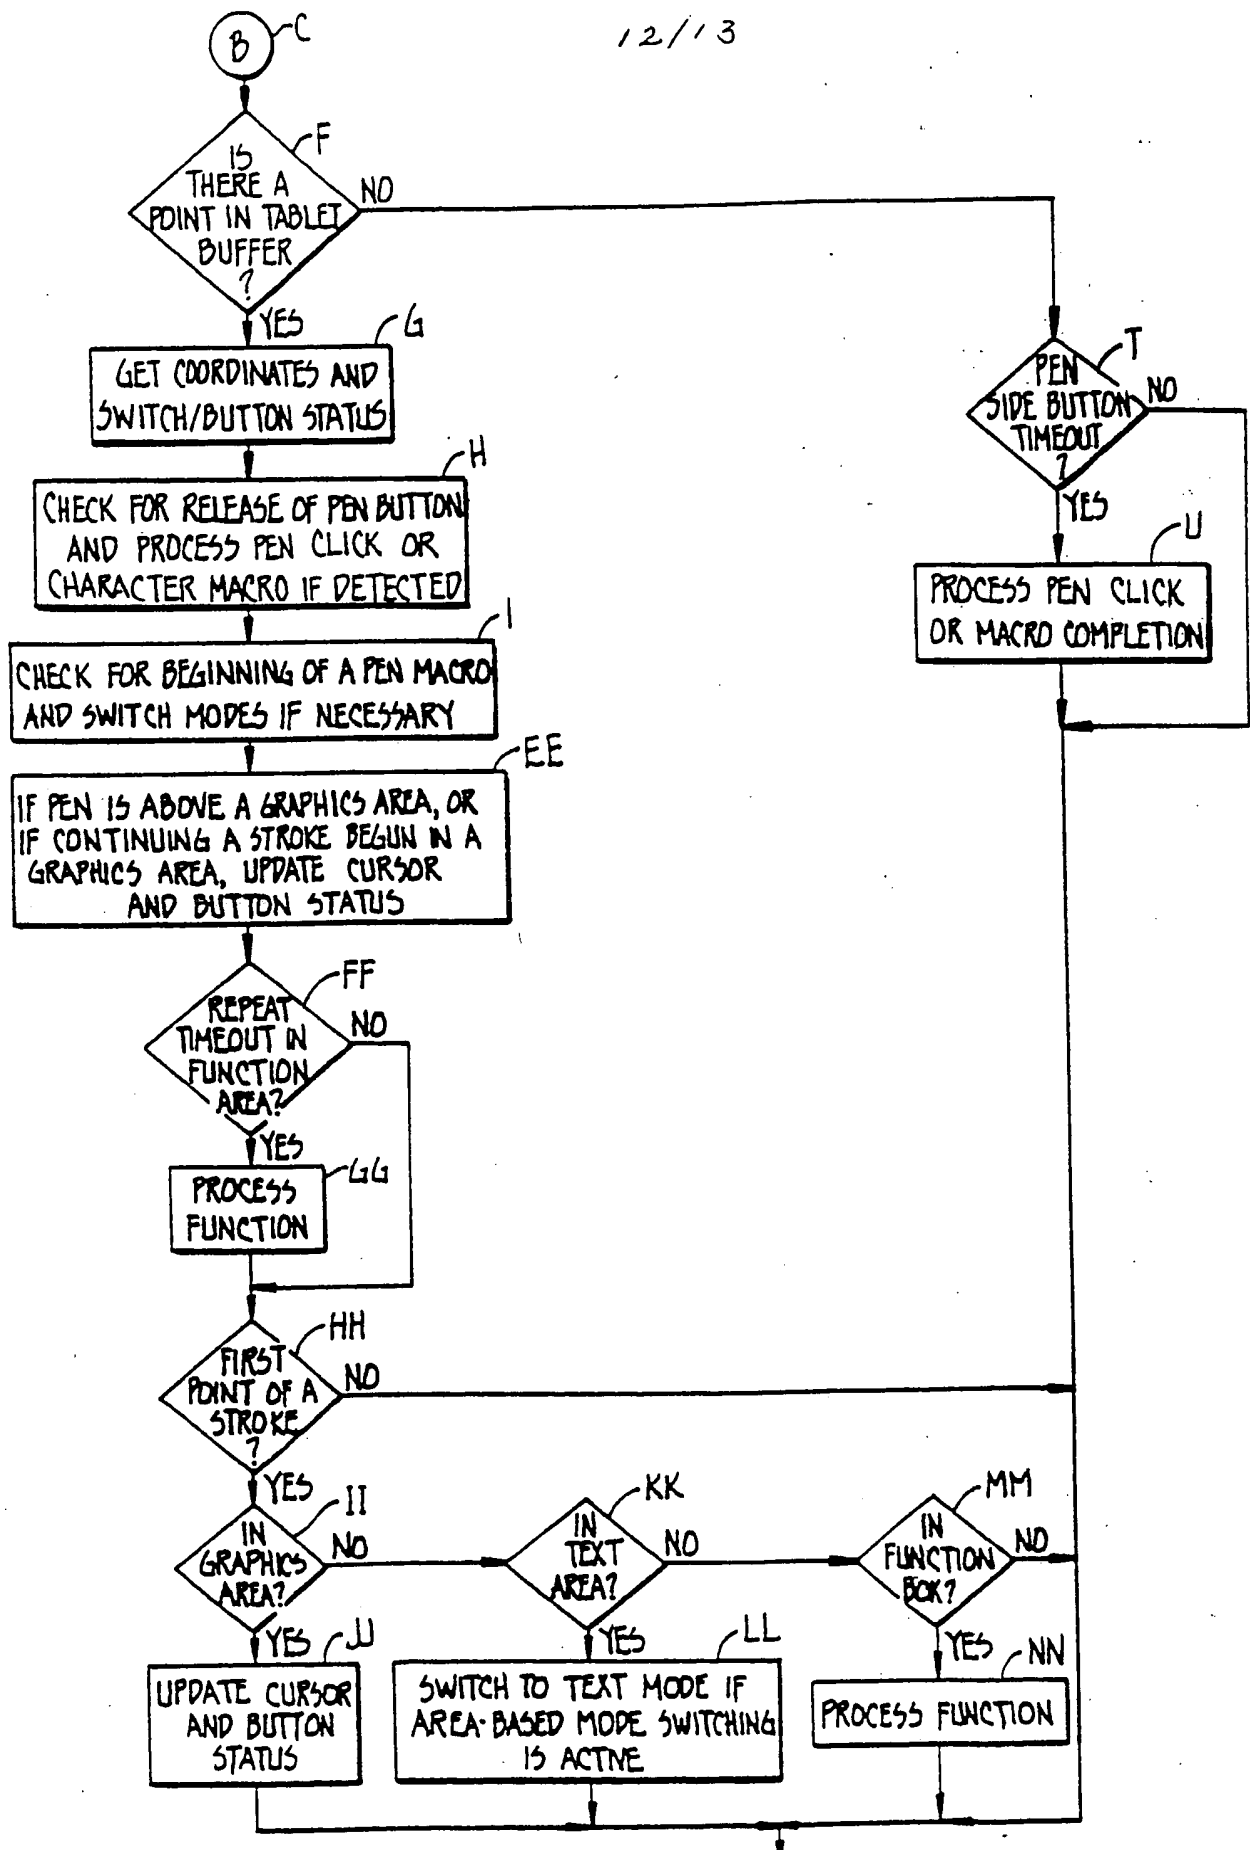 12/13
B
C
F
IS
THERE A
POINT IN TABLET
BUFFER
?
NO
YES
G
GET COORDINATES AND
SWITCH/BUTTON STATUS
H
CHECK FOR RELEASE OF PEN BUTTON
AND PROCESS PEN CLICK OR
CHARACTER MACRO IF DETECTED
I
CHECK FOR BEGINNING OF A PEN MACRO
AND SWITCH MODES IF NECESSARY
EE
IF PEN IS ABOVE A GRAPHICS AREA, OR
IF CONTINUING A STROKE BEGUN IN A
GRAPHICS AREA, UPDATE CURSOR
AND BUTTON STATUS
T
PEN
SIDE BUTTON
TIMEOUT
?
NO
YES
U
PROCESS PEN CLICK
OR MACRO COMPLETION
FF
REPEAT
TIMEOUT IN
FUNCTION
AREA?
NO
YES
GG
PROCESS
FUNCTION
HH
FIRST
POINT OF A
STROKE
?
NO
YES
II
IN
GRAPHICS
AREA?
NO
YES
JJ
UPDATE CURSOR
AND BUTTON
STATUS
KK
IN
TEXT
AREA?
NO
YES
LL
SWITCH TO TEXT MODE IF
AREA-BASED MODE SWITCHING
IS ACTIVE
MM
IN
FUNCTION
BOX?
NO
YES
NN
PROCESS FUNCTION